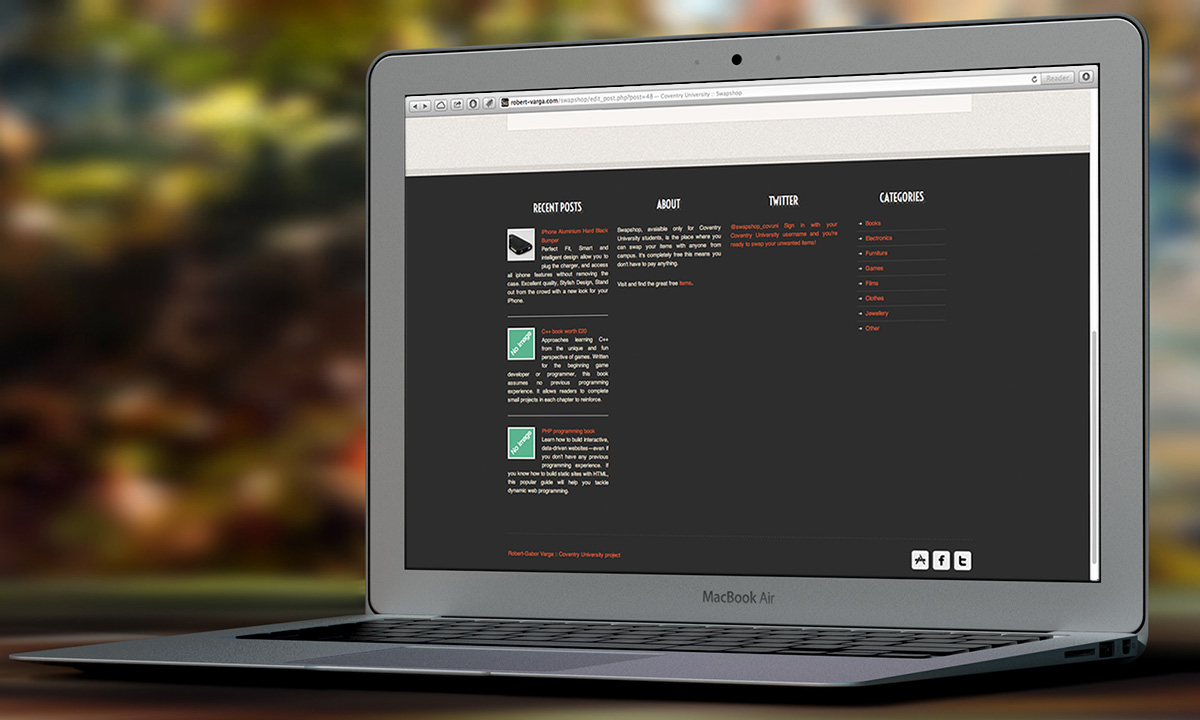 robert-varga.com/swapshop/edit_post.php?post=48 — Coventry University :: Swapshop
Reader
RECENT POSTS
iPhone Aluminium Hard Black
Bumper
Perfect Fit, Smart and
inteligent design allow you to
plug the charger, and access
all iphone features without removing the
case. Excellent quality, Stylish Design, Stand
out from the crowd with a new look for your
iPhone.
No image
C++ book worth £20
Approaches learning C++
from the unique and fun
perspective of games. Written
for the beginning game
developer or programmer, this book
assumes no previous programming
experience. It allows readers to complete
small projects in each chapter to reinforce.
No image
PHP programming book
Learn how to build interactive,
data-driven websites—even if
you don't have any previous
programming experience. If
you know how to build static sites with HTML,
this popular guide will help you tackle
dynamic web programming.
ABOUT
Swapshop, avaialble only for Coventry
University students, is the place where you
can swap your items with anyone from
campus. It's completely free this means you
don't have to pay anything.
Visit and find the great free items.
TWITTER
@swapshop_covuni Sign in with your
Coventry University username and you're
ready to swap your unwanted items!
CATEGORIES
Books
Electronics
Furniture
Games
Films
Clothes
Jewellery
Other
Robert-Gabor Varga :: Coventry University project
MacBook Air